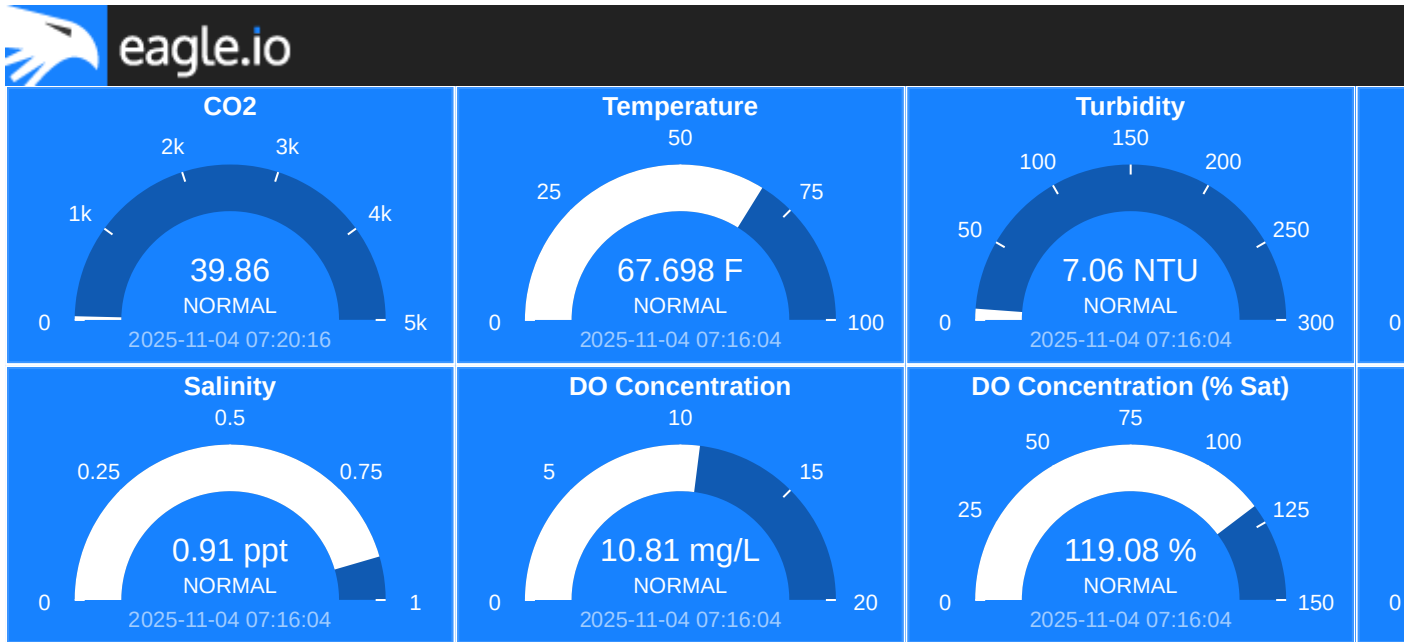 eagle.io
CO2
2k 3k
1k 4k
39.86
NORMAL
0 5k
2025-11-04 07:20:16
Temperature
50
25 75
67.698 F
NORMAL
0 100
2025-11-04 07:16:04
Turbidity
150
100 200
50 250
7.06 NTU
NORMAL
0 300
2025-11-04 07:16:04
0
Salinity
0.5
0.25 0.75
0.91 ppt
NORMAL
0 1
2025-11-04 07:16:04
DO Concentration
10
5 15
10.81 mg/L
NORMAL
0 20
2025-11-04 07:16:04
DO Concentration (% Sat)
75
50 100
25 125
119.08 %
NORMAL
0 150
2025-11-04 07:16:04
0